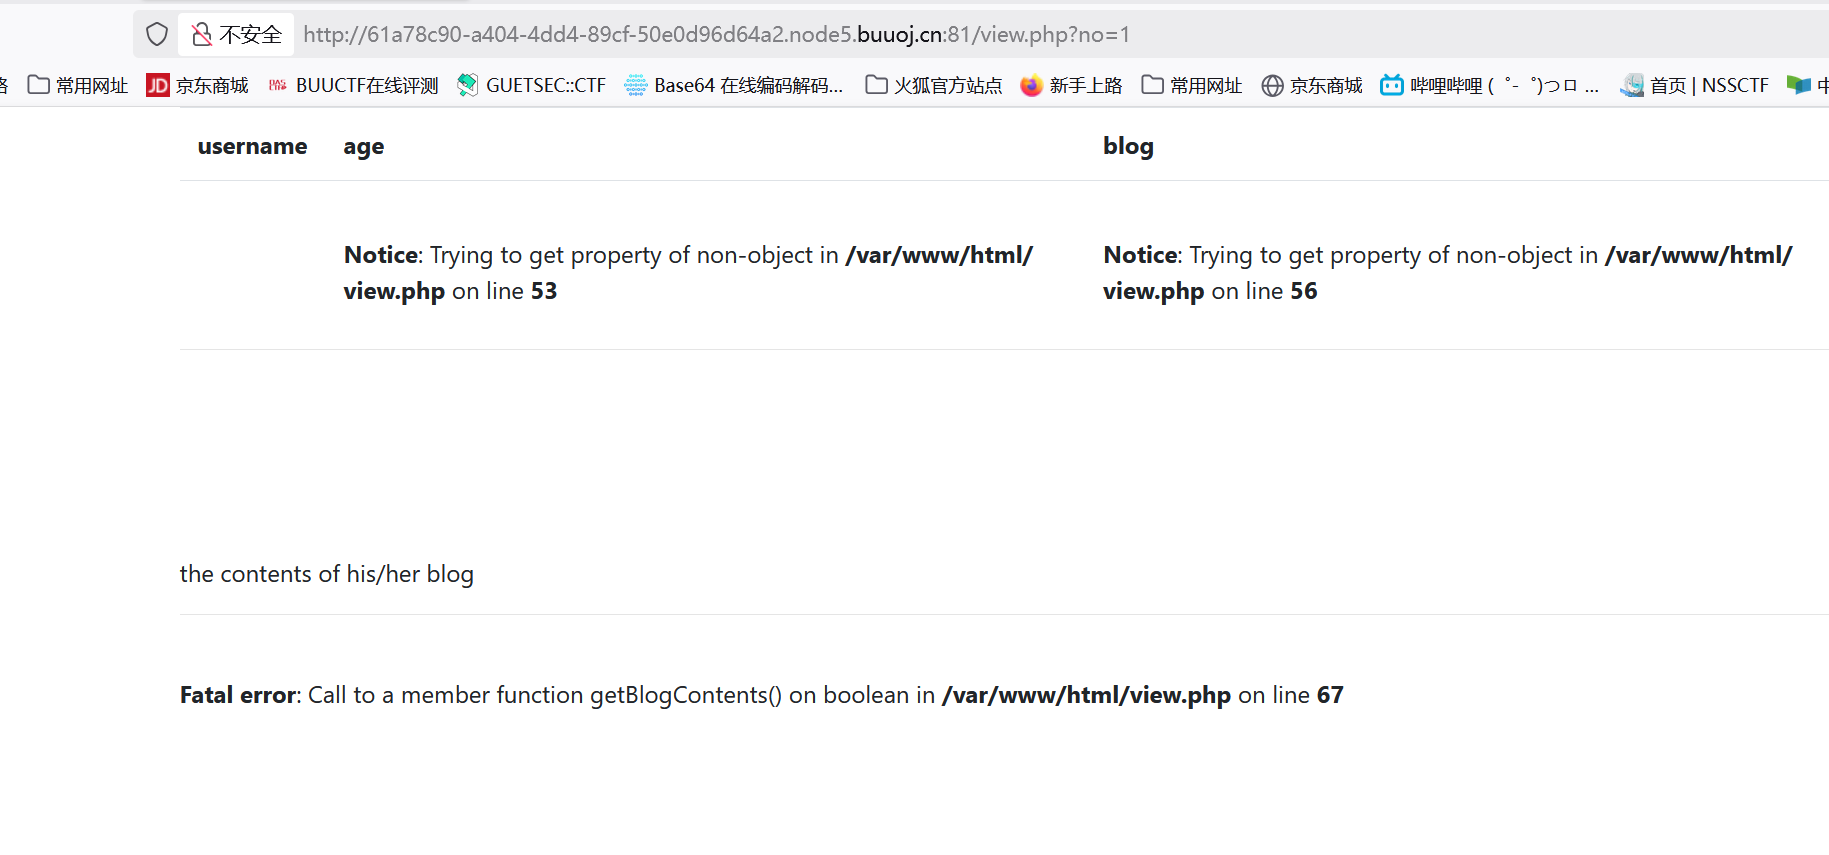 不安全 http://61a78c90-a404-4dd4-89cf-50e0d96d64a2.node5.buuoj.cn:81/view.php?no=1
常用网址 JD 京东商城 BUUCTF在线评测 GUETSEC::CTF Base64 在线编码解码... 火狐官方站点 新手上路 常用网址 京东商城 哔哩哔哩 ( ゜- ゜)つロ ... 首页 | NSSCTF 中
username age blog
Notice: Trying to get property of non-object in /var/www/html/
view.php on line 53
Notice: Trying to get property of non-object in /var/www/html/
view.php on line 56
the contents of his/her blog
Fatal error: Call to a member function getBlogContents() on boolean in /var/www/html/view.php on line 67